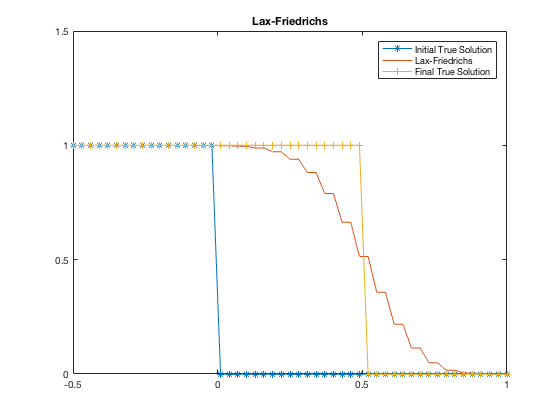 Lax-Friedrichs
1.5
Initial True Solution
Lax-Friedrichs
Final True Solution
1
0.5
0
-0.5 0 0.5 1